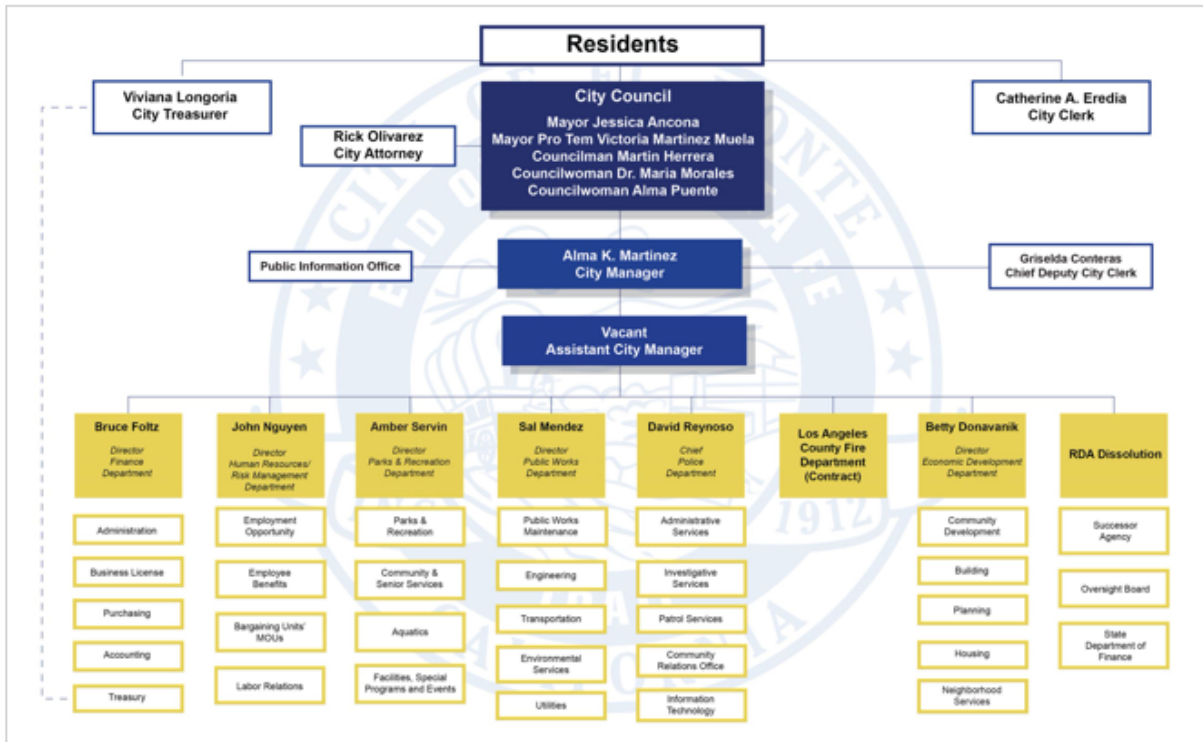 Residents
Viviana Longoria
City Treasurer
Rick Olivarez
City Attorney
City Council
Mayor Jessica Ancona
Mayor Pro Tem Victoria Martinez Muela
Councilman Martin Herrera
Councilwoman Dr. Maria Morales
Councilwoman Alma Puente
Catherine A. Eredia
City Clerk
Public Information Office
Alma K. Martinez
City Manager
Griselda Conteras
Chief Deputy City Clerk
Vacant
Assistant City Manager
Bruce Foltz
Director
Finance
Department
Administration
Business License
Purchasing
Accounting
Treasury
John Nguyen
Director
Human Resources/
Risk Management
Department
Employment
Opportunity
Employee
Benefits
Bargaining Units'
MOUs
Labor Relations
Amber Servin
Director
Parks & Recreation
Department
Parks &
Recreation
Community &
Senior Services
Aquatics
Facilities, Special
Programs and Events
Sal Mendez
Director
Public Works
Department
Public Works
Maintenance
Engineering
Transportation
Environmental
Services
Utilities
David Reynoso
Chief
Police
Department
Administrative
Services
Investigative
Services
Patrol Services
Community
Relations Office
Information
Technology
Los Angeles
County Fire
Department
(Contract)
Betty Donavanik
Director
Economic Development
Department
Community
Development
Building
Planning
Housing
Neighborhood
Services
RDA Dissolution
Successor
Agency
Oversight Board
State
Department of
Finance
1912